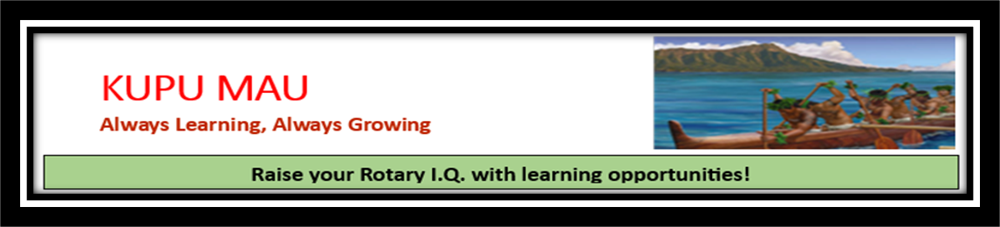 KUPU MAU
Always Learning, Always Growing
Raise your Rotary I.Q. with learning opportunities!